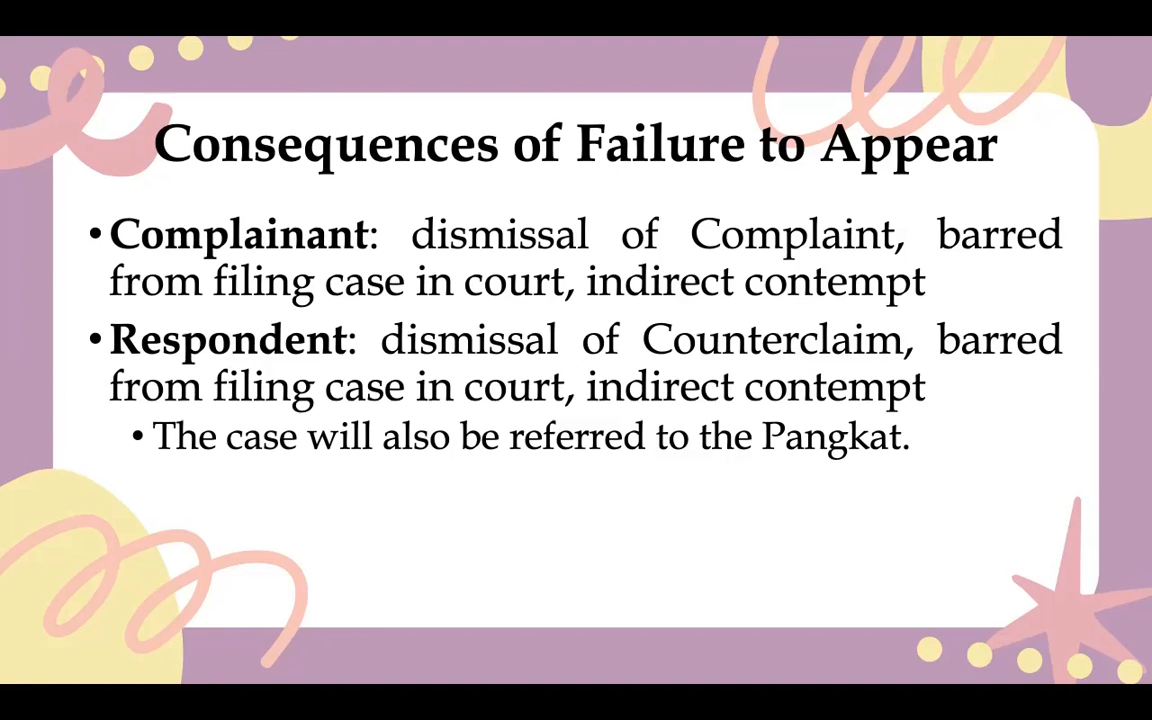 Consequences of Failure to Appear
• Complainant: dismissal of Complaint, barred
from filing case in court, indirect contempt
• Respondent: dismissal of Counterclaim, barred
from filing case in court, indirect contempt
• The case will also be referred to the Pangkat.